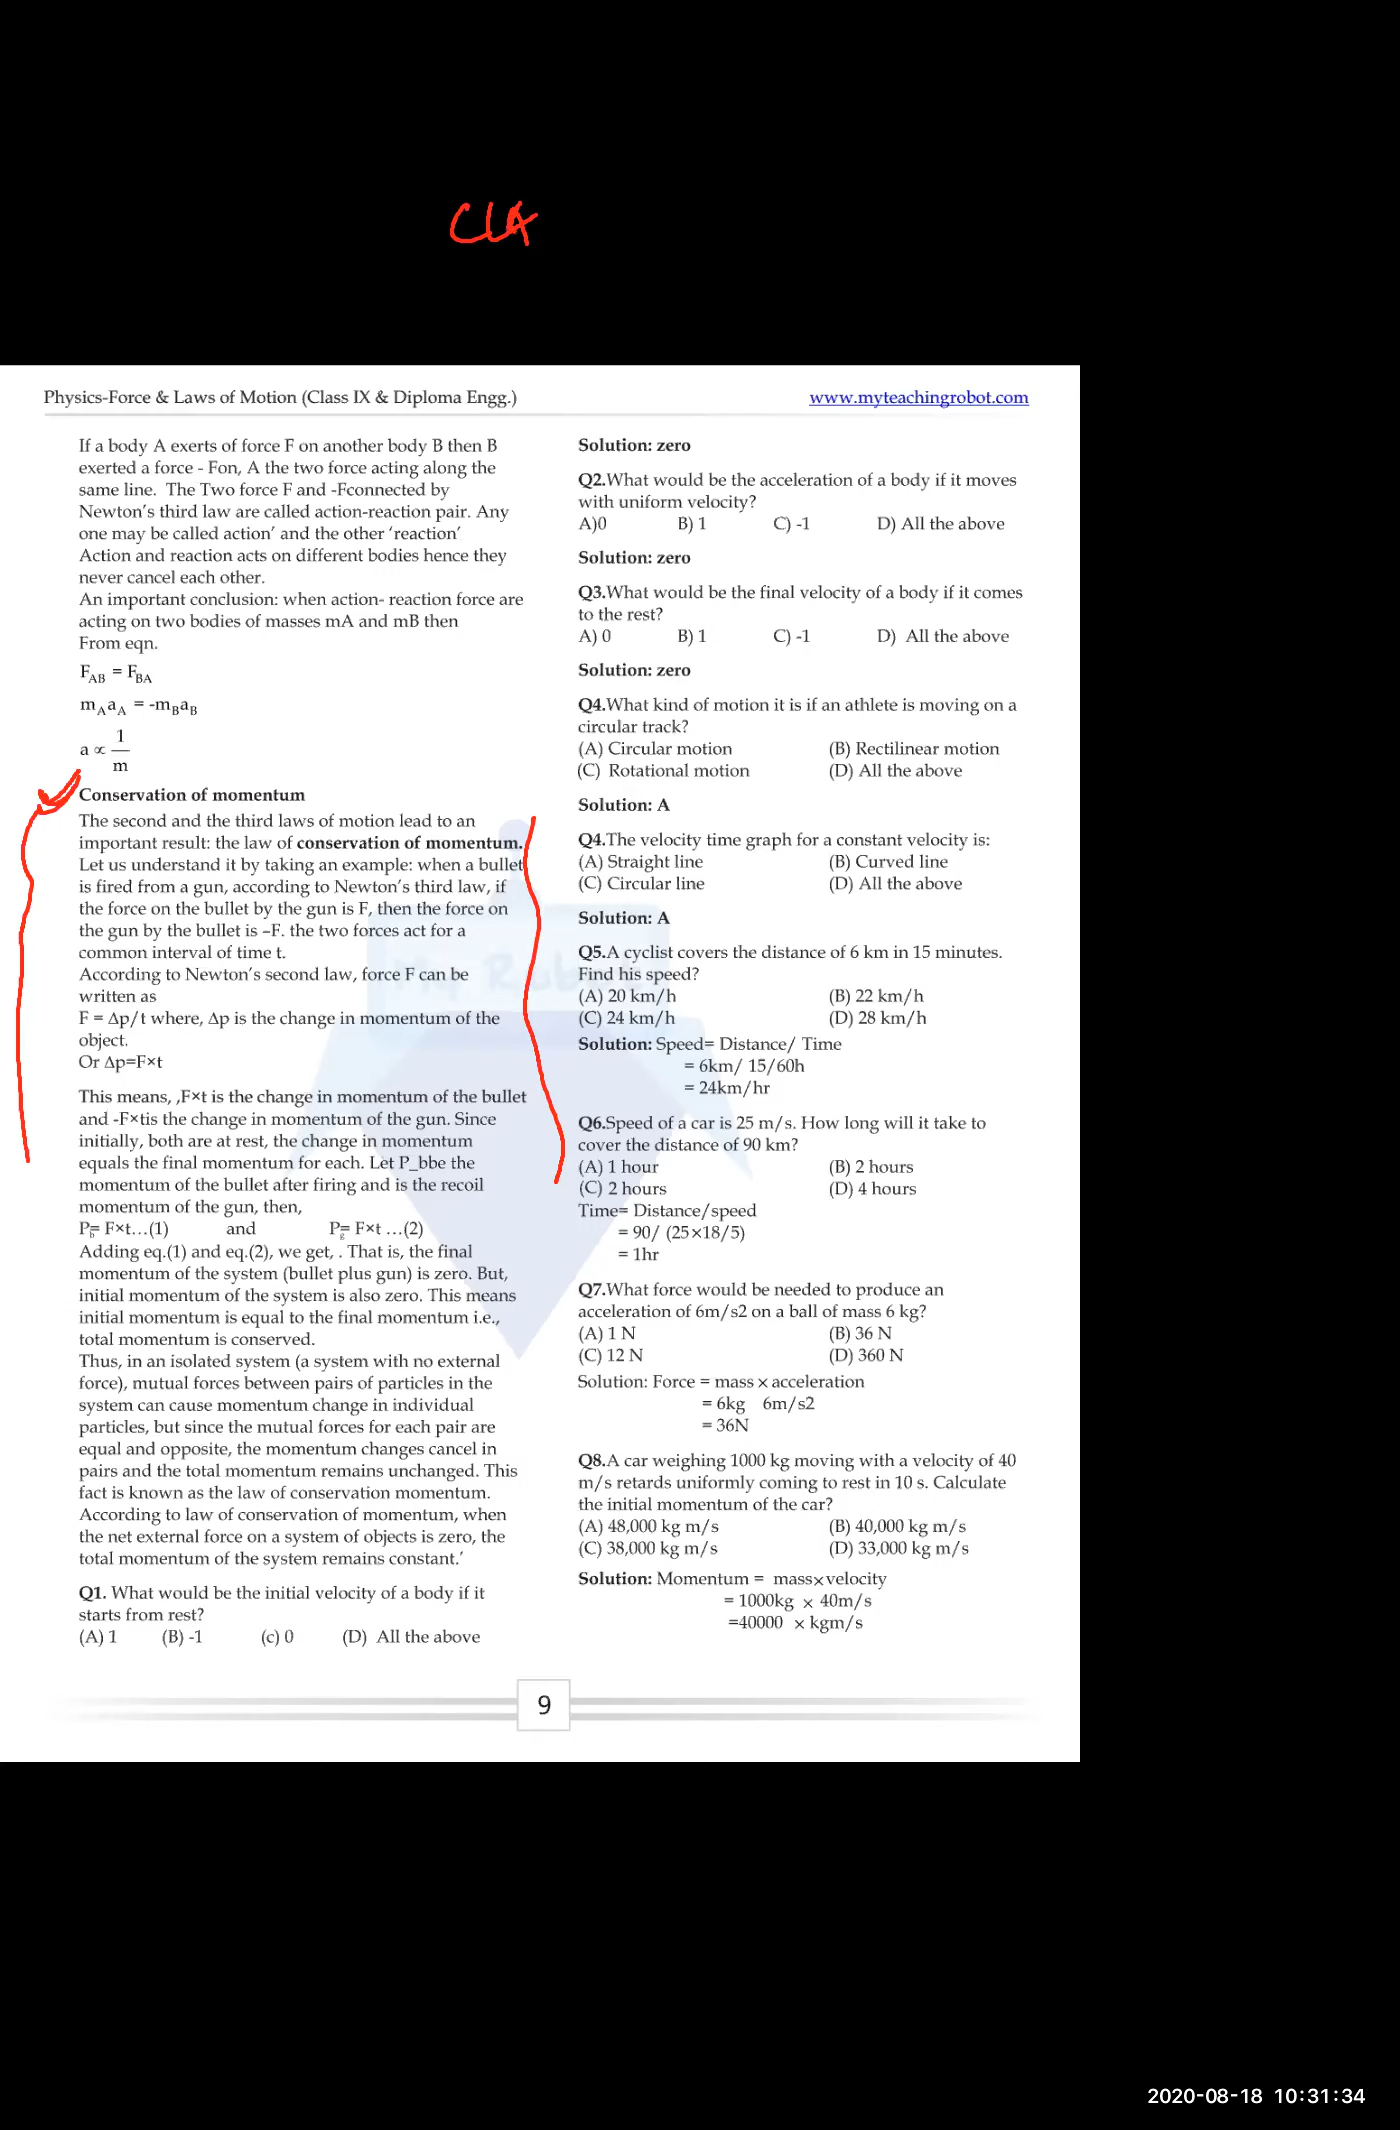 CLA
Physics-Force & Laws of Motion (Class IX & Diploma Engg.)
www.myteachingrobot.com
If a body A exerts of force F on another body B then B
exerted a force - Fon, A the two force acting along the
same line. The Two force F and -Fconnected by
Newton's third law are called action-reaction pair. Any
one may be called action' and the other 'reaction'
Action and reaction acts on different bodies hence they
never cancel each other.
An important conclusion: when action- reaction force are
acting on two bodies of masses mA and mB then
From eqn.
F_AB = F_BA
m_A a_A = -m_B a_B
a ∝ 1/m
Conservation of momentum
The second and the third laws of motion lead to an
important result: the law of conservation of momentum.
Let us understand it by taking an example: when a bullet
is fired from a gun, according to Newton's third law, if
the force on the bullet by the gun is F, then the force on
the gun by the bullet is –F. the two forces act for a
common interval of time t.
According to Newton's second law, force F can be
written as
F = Δp/t where, Δp is the change in momentum of the
object.
Or Δp=F×t
This means, ,F×t is the change in momentum of the bullet
and -F×tis the change in momentum of the gun. Since
initially, both are at rest, the change in momentum
equals the final momentum for each. Let P_bbe the
momentum of the bullet after firing and is the recoil
momentum of the gun, then,
P_b= F×t…(1) and P_g= F×t …(2)
Adding eq.(1) and eq.(2), we get, . That is, the final
momentum of the system (bullet plus gun) is zero. But,
initial momentum of the system is also zero. This means
initial momentum is equal to the final momentum i.e.,
total momentum is conserved.
Thus, in an isolated system (a system with no external
force), mutual forces between pairs of particles in the
system can cause momentum change in individual
particles, but since the mutual forces for each pair are
equal and opposite, the momentum changes cancel in
pairs and the total momentum remains unchanged. This
fact is known as the law of conservation momentum.
According to law of conservation of momentum, when
the net external force on a system of objects is zero, the
total momentum of the system remains constant.'
Q1. What would be the initial velocity of a body if it
starts from rest?
(A) 1 (B) -1 (c) 0 (D) All the above
Solution: zero
Q2.What would be the acceleration of a body if it moves
with uniform velocity?
A)0 B) 1 C) -1 D) All the above
Solution: zero
Q3.What would be the final velocity of a body if it comes
to the rest?
A) 0 B) 1 C) -1 D) All the above
Solution: zero
Q4.What kind of motion it is if an athlete is moving on a
circular track?
(A) Circular motion (B) Rectilinear motion
(C) Rotational motion (D) All the above
Solution: A
Q4.The velocity time graph for a constant velocity is:
(A) Straight line (B) Curved line
(C) Circular line (D) All the above
Solution: A
Q5.A cyclist covers the distance of 6 km in 15 minutes.
Find his speed?
(A) 20 km/h (B) 22 km/h
(C) 24 km/h (D) 28 km/h
Solution: Speed= Distance/ Time
= 6km/ 15/60h
= 24km/hr
Q6.Speed of a car is 25 m/s. How long will it take to
cover the distance of 90 km?
(A) 1 hour (B) 2 hours
(C) 2 hours (D) 4 hours
Time= Distance/speed
= 90/ (25×18/5)
= 1hr
Q7.What force would be needed to produce an
acceleration of 6m/s2 on a ball of mass 6 kg?
(A) 1 N (B) 36 N
(C) 12 N (D) 360 N
Solution: Force = mass × acceleration
= 6kg 6m/s2
= 36N
Q8.A car weighing 1000 kg moving with a velocity of 40
m/s retards uniformly coming to rest in 10 s. Calculate
the initial momentum of the car?
(A) 48,000 kg m/s (B) 40,000 kg m/s
(C) 38,000 kg m/s (D) 33,000 kg m/s
Solution: Momentum = mass×velocity
= 1000kg × 40m/s
=40000 × kgm/s
My Robot
9
2020-08-18 10:31:34